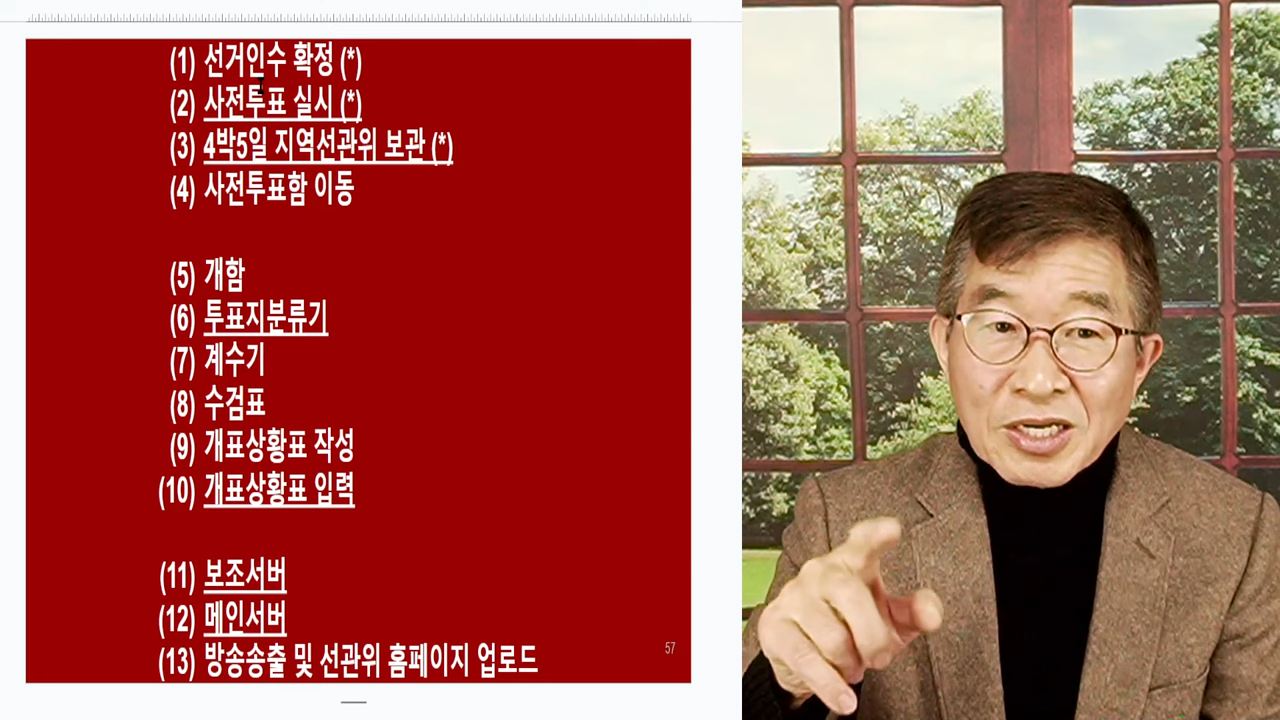 (1) 선거인수 확정 (*)
(2) 사전투표 실시 (*)
(3) 4박5일 지역선관위 보관 (*)
(4) 사전투표함 이동
(5) 개함
(6) 투표지분류기
(7) 계수기
(8) 수검표
(9) 개표상황표 작성
(10) 개표상황표 입력
(11) 보조서버
(12) 메인서버
(13) 방송송출 및 선관위 홈페이지 업로드
57